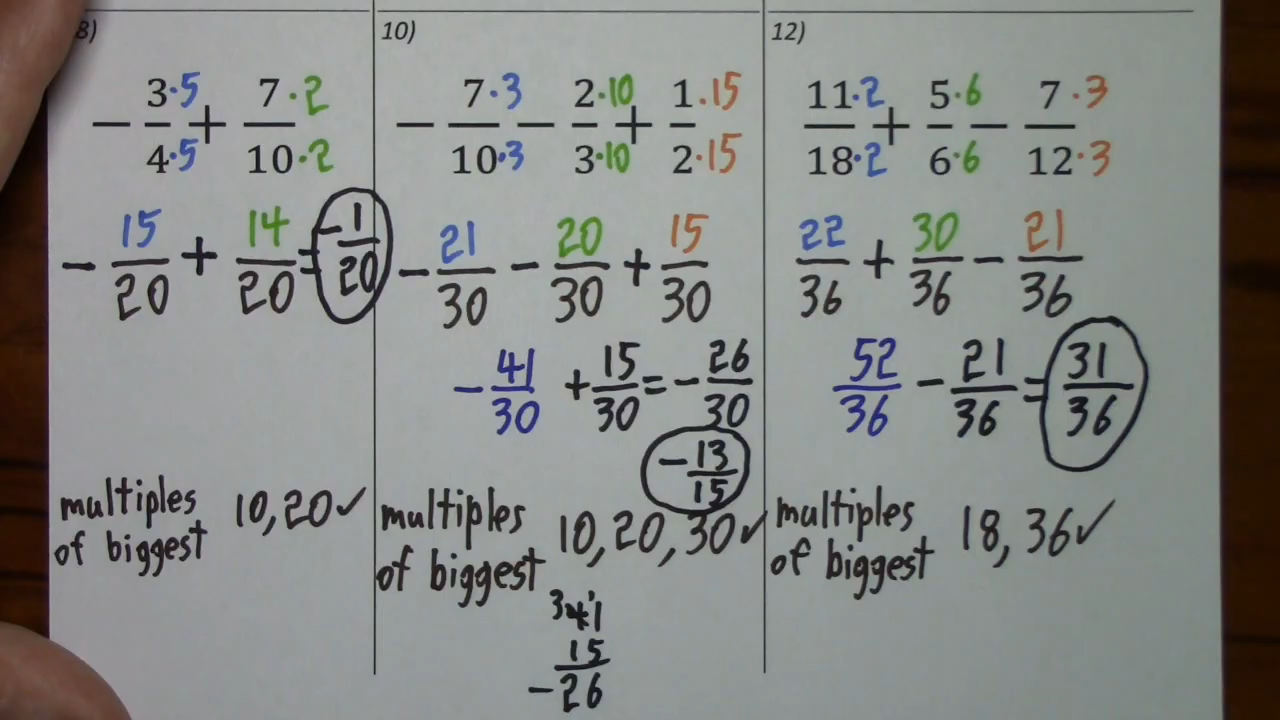 8)
- 3·5/4·5 + 7·2/10·2
- 15/20 + 14/20 = -1/20
multiples
of biggest
10, 20 ✓
10)
- 7·3/10·3 - 2·10/3·10 + 1·15/2·15
- 21/30 - 20/30 + 15/30
- 41/30 + 15/30 = - 26/30
- 13/15
multiples
of biggest
10, 20, 30 ✓
3 41 1
15
-26
12)
11·2/18·2 + 5·6/6·6 - 7·3/12·3
22/36 + 30/36 - 21/36
52/36 - 21/36 = 31/36
multiples
of biggest
18, 36 ✓